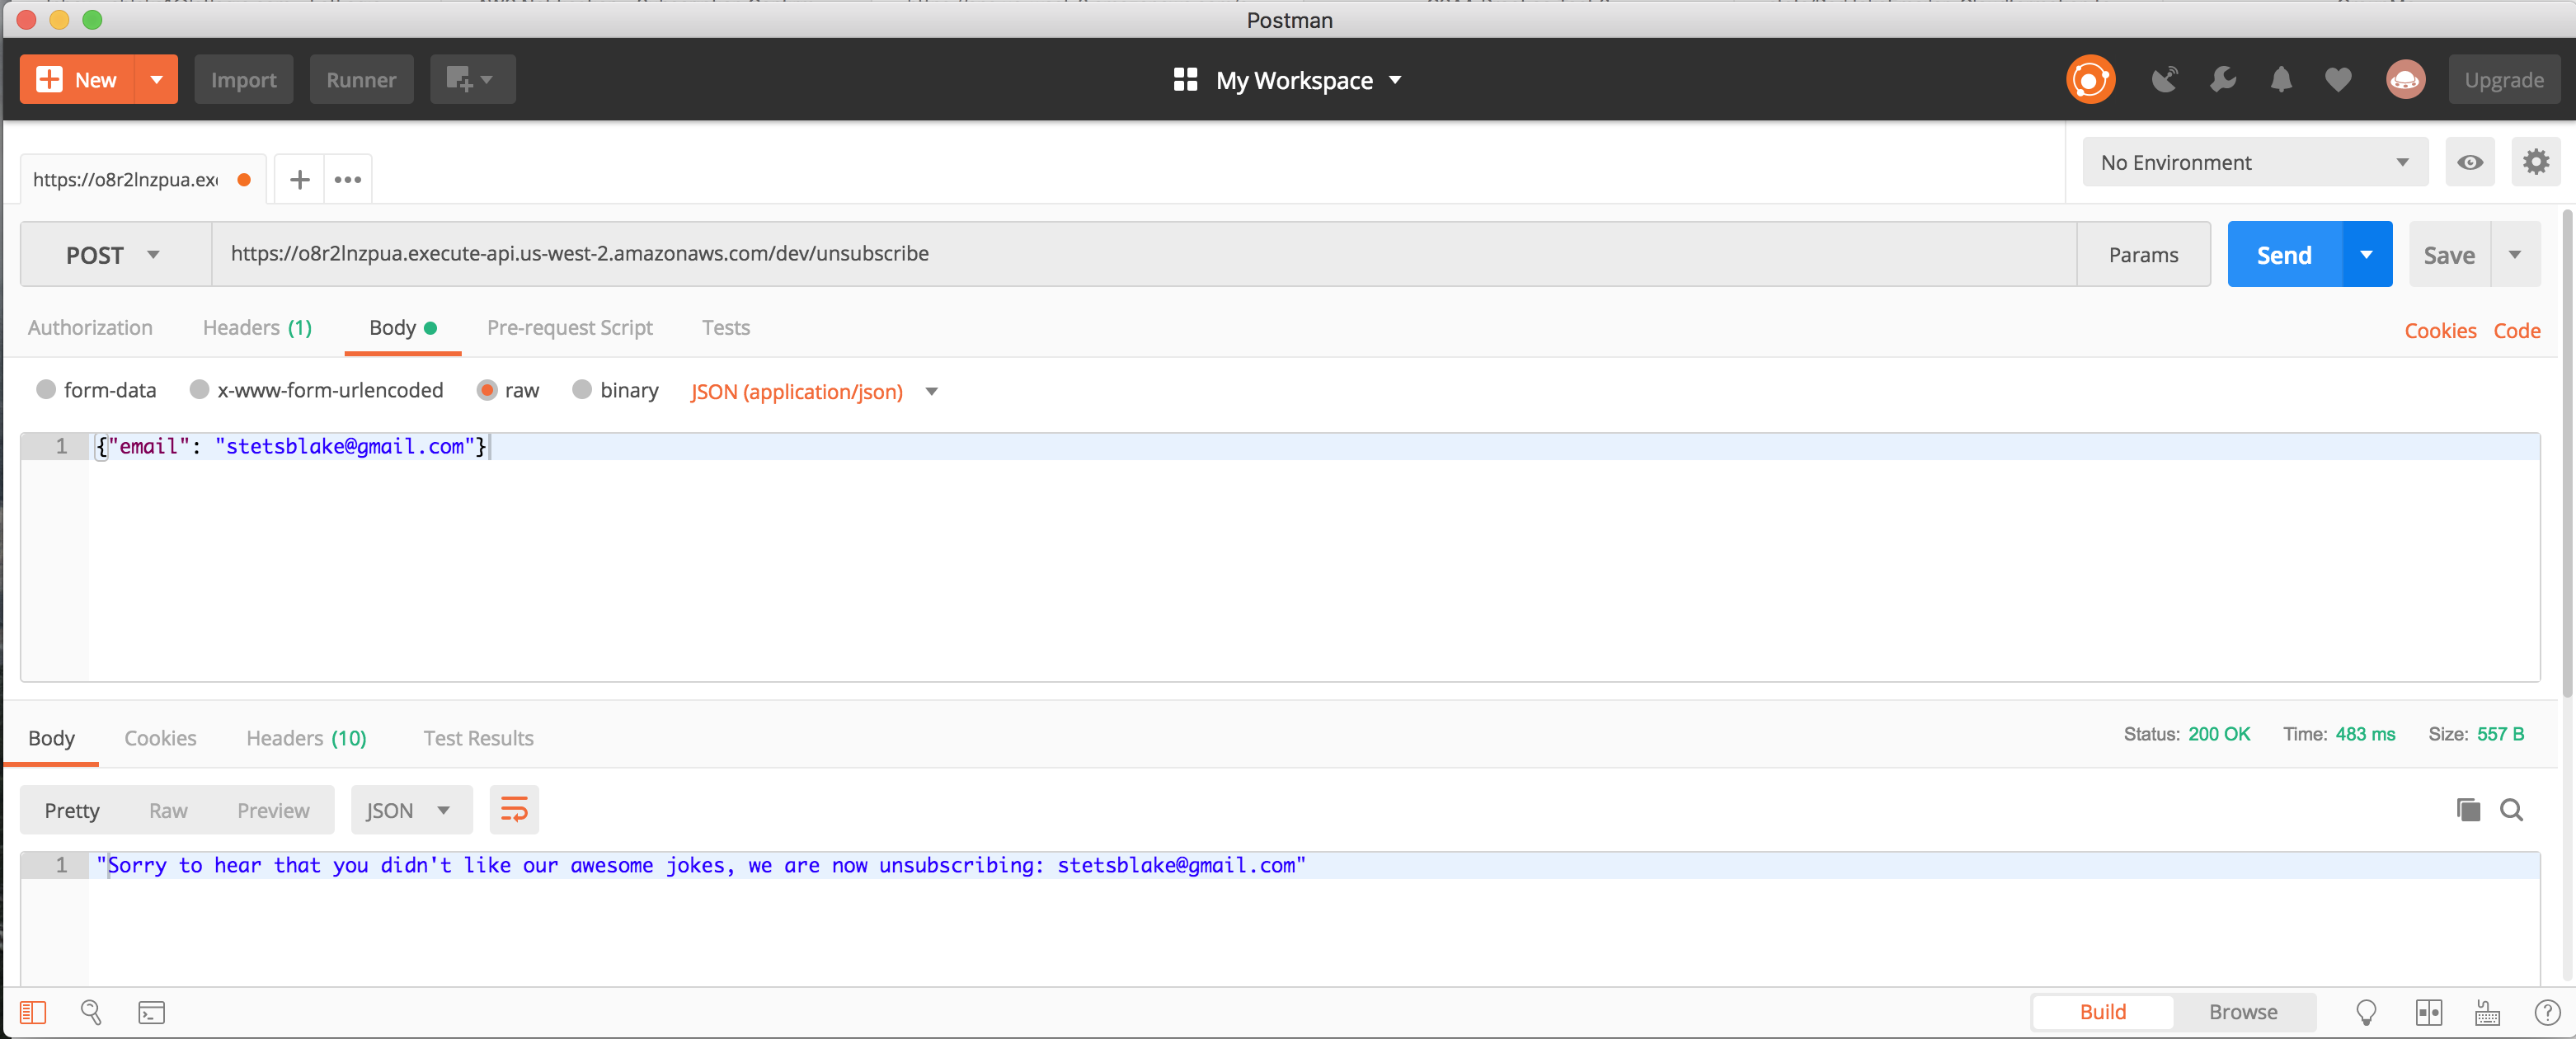 Postman
New Import Runner My Workspace Upgrade
https://o8r2lnzpua.ex No Environment
POST https://o8r2lnzpua.execute-api.us-west-2.amazonaws.com/dev/unsubscribe Params Send Save
Authorization Headers (1) Body Pre-request Script Tests Cookies Code
form-data x-www-form-urlencoded raw binary JSON (application/json)
1 {"email": "stetsblake@gmail.com"}
Body Cookies Headers (10) Test Results Status: 200 OK Time: 483 ms Size: 557 B
Pretty Raw Preview JSON
1 "Sorry to hear that you didn't like our awesome jokes, we are now unsubscribing: stetsblake@gmail.com"
Build Browse